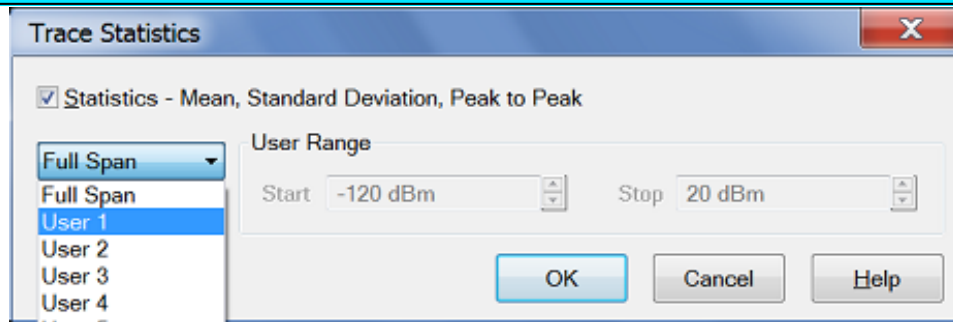 Trace Statistics
Statistics - Mean, Standard Deviation, Peak to Peak
Full Span
User Range
Start -120 dBm Stop 20 dBm
Full Span
User 1
User 2
User 3
User 4
OK Cancel Help